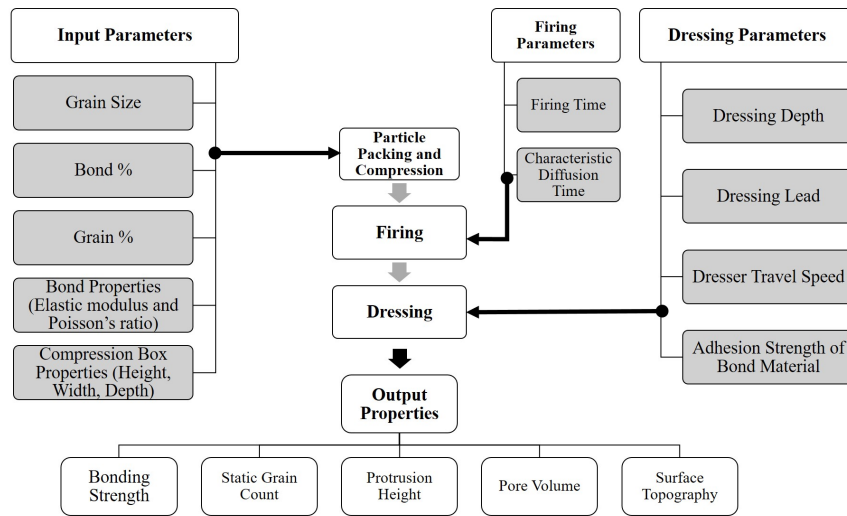 Input Parameters
Grain Size
Bond %
Grain %
Bond Properties
(Elastic modulus and
Poisson's ratio)
Compression Box
Properties (Height,
Width, Depth)
Particle
Packing and
Compression
Firing
Dressing
Output
Properties
Firing
Parameters
Firing Time
Characteristic
Diffusion
Time
Dressing Parameters
Dressing Depth
Dressing Lead
Dresser Travel Speed
Adhesion Strength of
Bond Material
Bonding
Strength
Static Grain
Count
Protrusion
Height
Pore Volume
Surface
Topography